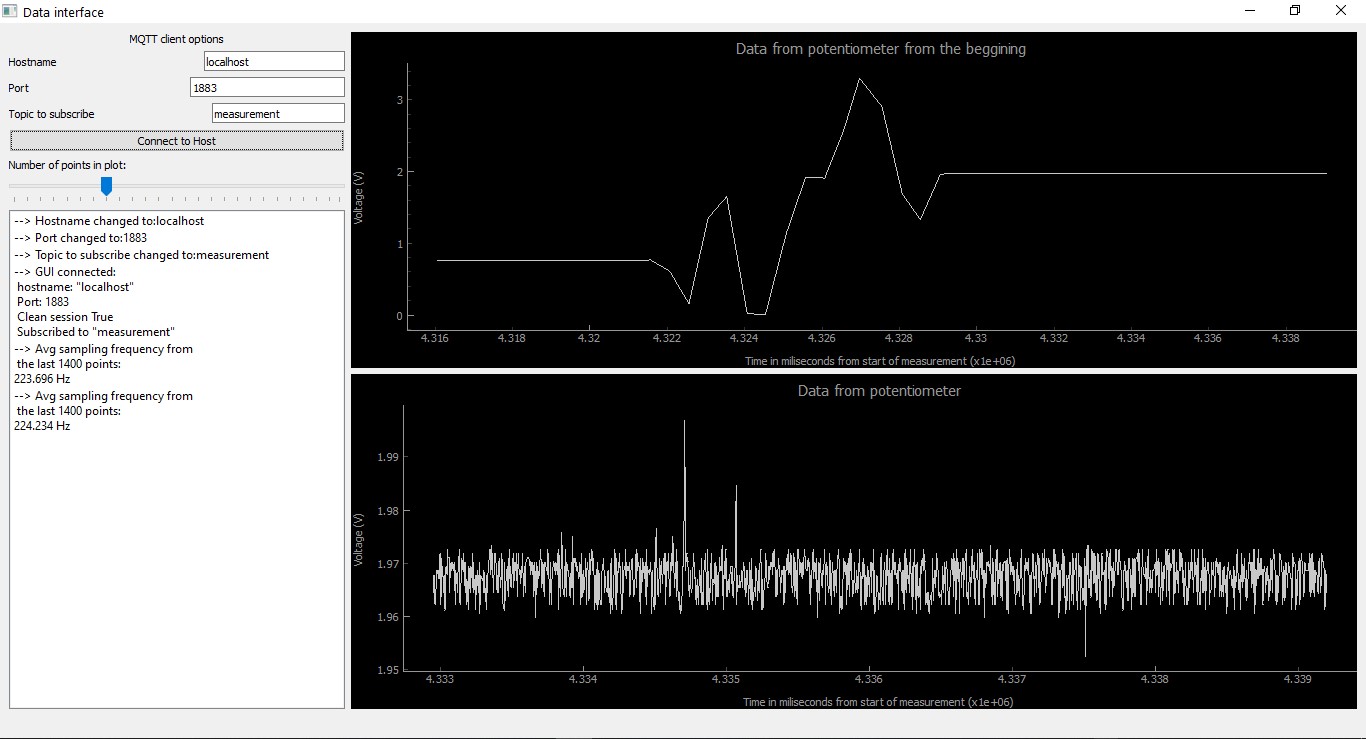 Data interface
MQTT client options
Hostname
localhost
Port
1883
Topic to subscribe
measurement
Connect to Host
Number of points in plot:
--> Hostname changed to:localhost
--> Port changed to:1883
--> Topic to subscribe changed to:measurement
--> GUI connected:
hostname: "localhost"
Port: 1883
Clean session True
Subscribed to "measurement"
--> Avg sampling frequency from
the last 1400 points:
223.696 Hz
--> Avg sampling frequency from
the last 1400 points:
224.234 Hz
Data from potentiometer from the beggining
Voltage (V)
3
2
1
0
4.316 4.318 4.32 4.322 4.324 4.326 4.328 4.33 4.332 4.334 4.336 4.338
Time in miliseconds from start of measurement (x1e+06)
Data from potentiometer
Voltage (V)
1.99
1.98
1.97
1.96
1.95
4.333 4.334 4.335 4.336 4.337 4.338 4.339
Time in miliseconds from start of measurement (x1e+06)